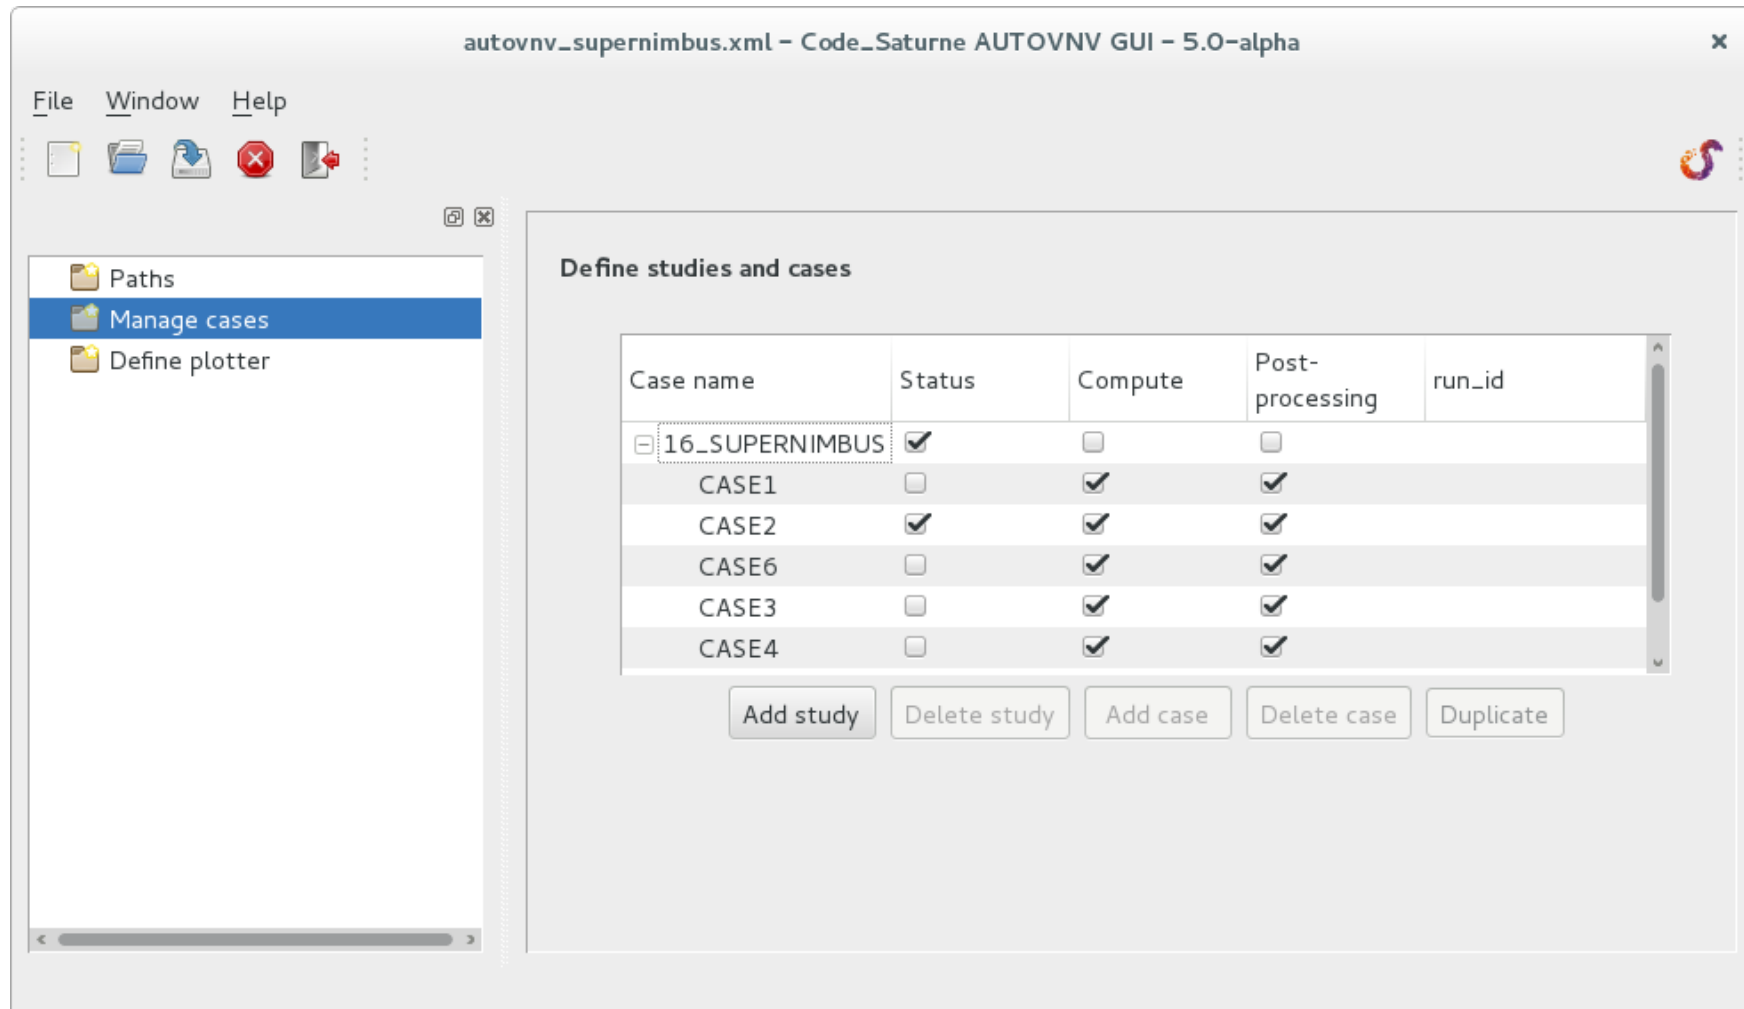 autovnv_supernimbus.xml – Code_Saturne AUTOVNV GUI – 5.0-alpha
File Window Help
Paths
Manage cases
Define plotter
Define studies and cases
Case name Status Compute Post-processing run_id
16_SUPERNIMBUS
CASE1
CASE2
CASE6
CASE3
CASE4
Add study Delete study Add case Delete case Duplicate